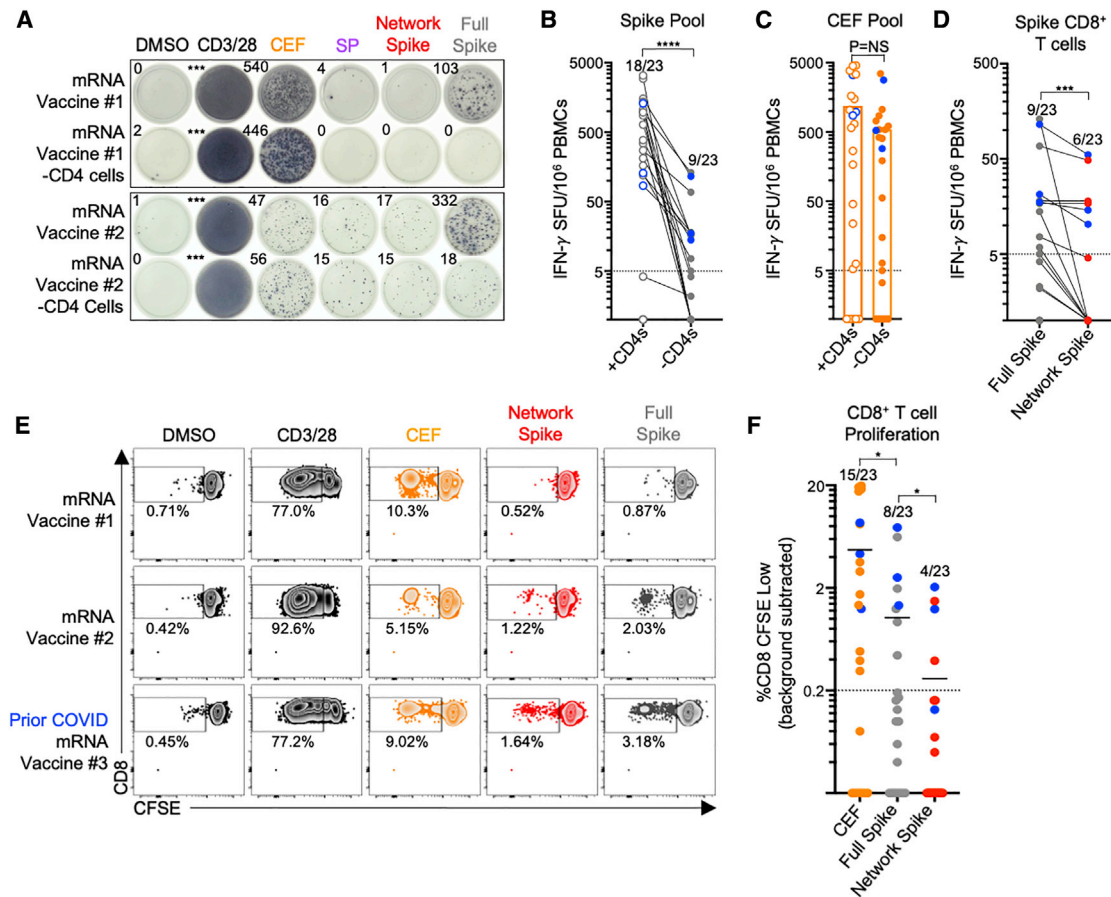 A
DMSO CD3/28 CEF SP Network Spike Full Spike
mRNA Vaccine #1
0 *** 540 4 1 103
mRNA Vaccine #1 -CD4 cells
2 *** 446 0 0 0
mRNA Vaccine #2
1 *** 47 16 17 332
mRNA Vaccine #2 -CD4 Cells
0 *** 56 15 15 18
B
Spike Pool
****
18/23
9/23
IFN-γ SFU/10⁶ PBMCs
5000
500
50
5
+CD4s
-CD4s
C
CEF Pool
P=NS
IFN-γ SFU/10⁶ PBMCs
5000
500
50
5
+CD4s
-CD4s
D
Spike CD8⁺
T cells
***
9/23
6/23
IFN-γ SFU/10⁶ PBMCs
500
50
5
Full Spike
Network Spike
E
DMSO CD3/28 CEF Network Spike Full Spike
mRNA
Vaccine #1
0.71% 77.0% 10.3% 0.52% 0.87%
mRNA
Vaccine #2
0.42% 92.6% 5.15% 1.22% 2.03%
Prior COVID
mRNA
Vaccine #3
0.45% 77.2% 9.02% 1.64% 3.18%
CD8
CFSE
F
CD8⁺ T cell
Proliferation
*
15/23
*
8/23
4/23
%CD8 CFSE Low
(background subtracted)
20
2
0.2
CEF
Full Spike
Network Spike